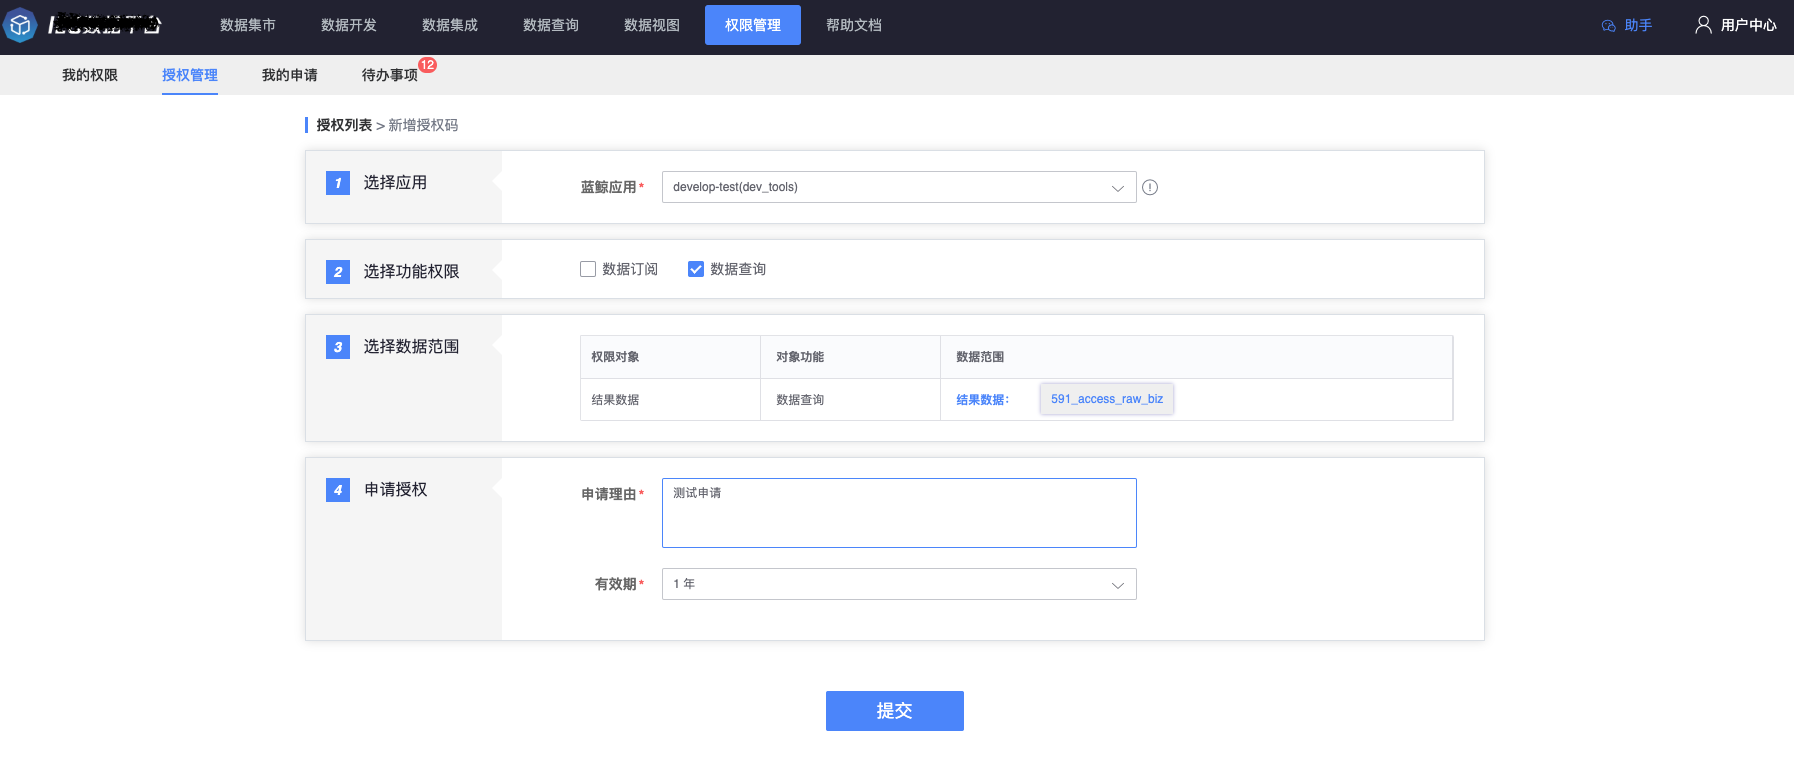 数据集市 数据开发 数据集成 数据查询 数据视图 权限管理 帮助文档 助手 用户中心
我的权限 授权管理 我的申请 待办事项 12
授权列表 > 新增授权码
1 选择应用 蓝鲸应用* develop-test(dev_tools)
2 选择功能权限 数据订阅 数据查询
3 选择数据范围 权限对象 对象功能 数据范围
结果数据 数据查询 结果数据： 591_access_raw_biz
4 申请授权 申请理由* 测试申请
有效期* 1 年
提交